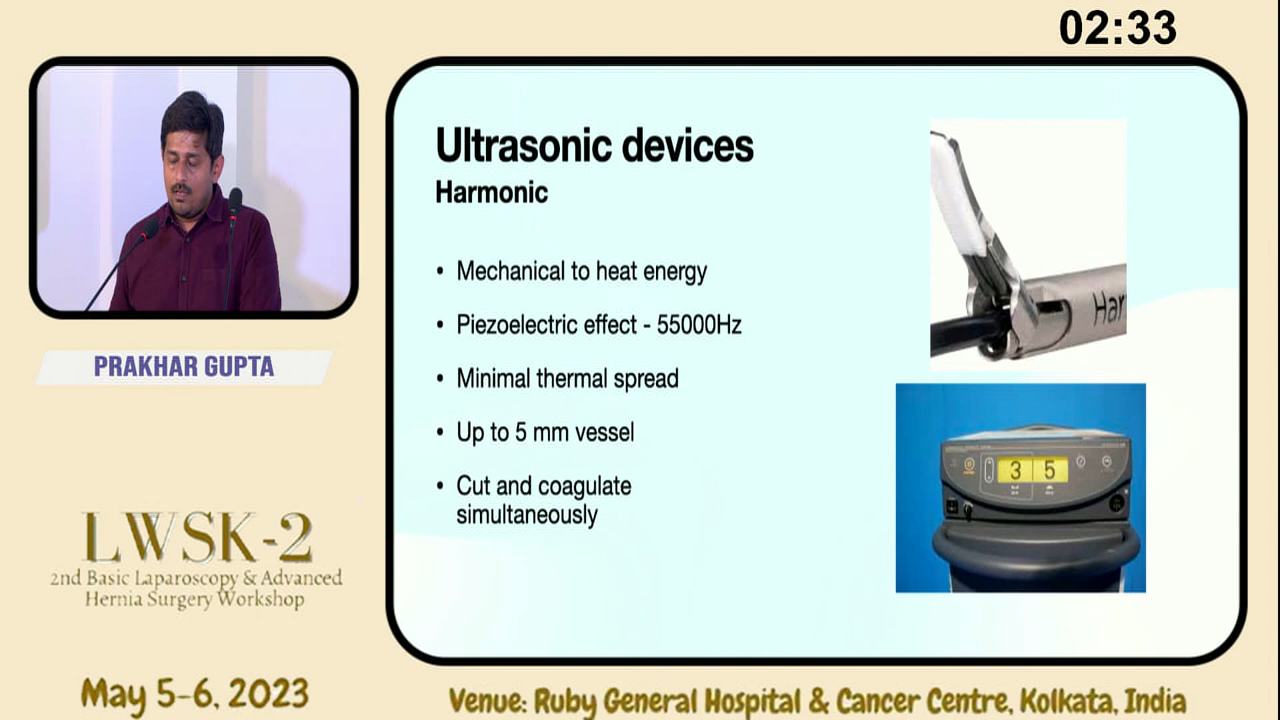 02:33
Ultrasonic devices
Harmonic
• Mechanical to heat energy
• Piezoelectric effect - 55000Hz
• Minimal thermal spread
• Up to 5 mm vessel
• Cut and coagulate
simultaneously
Har
3 5
PRAKHAR GUPTA
LWSK-2
2nd Basic Laparoscopy & Advanced
Hernia Surgery Workshop
May 5-6, 2023
Venue: Ruby General Hospital & Cancer Centre, Kolkata, India